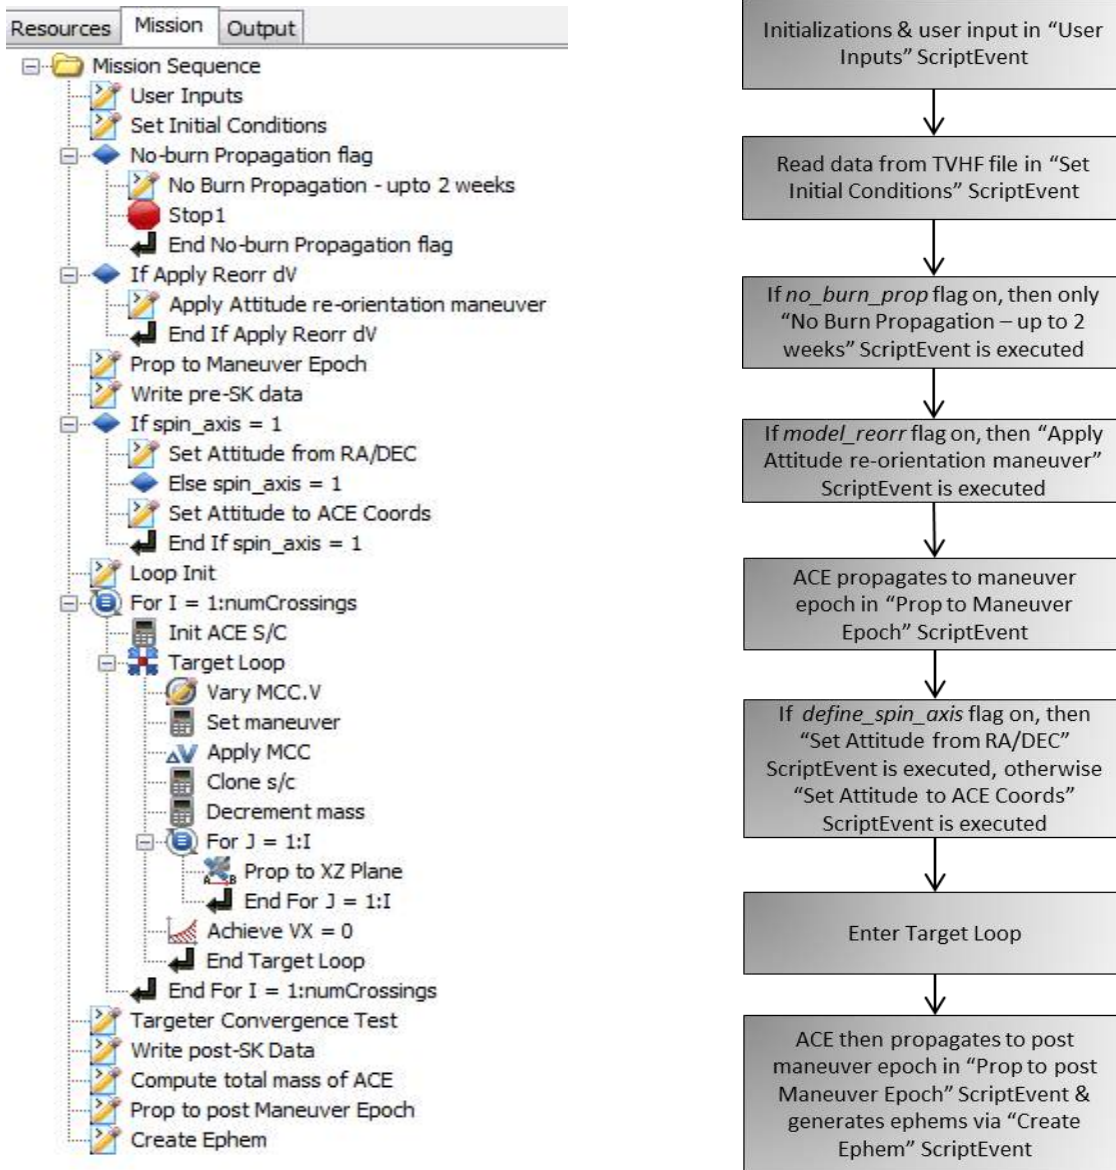 Resources
Mission
Output
Mission Sequence
User Inputs
Set Initial Conditions
No-burn Propagation flag
No Burn Propagation - upto 2 weeks
Stop1
End No-burn Propagation flag
If Apply Reorr dV
Apply Attitude re-orientation maneuver
End If Apply Reorr dV
Prop to Maneuver Epoch
Write pre-SK data
If spin_axis = 1
Set Attitude from RA/DEC
Else spin_axis = 1
Set Attitude to ACE Coords
End If spin_axis = 1
Loop Init
For I = 1:numCrossings
Init ACE S/C
Target Loop
Vary MCC.V
Set maneuver
ΔV Apply MCC
Clone s/c
Decrement mass
For J = 1:I
A B Prop to XZ Plane
End For J = 1:I
Achieve VX = 0
End Target Loop
End For I = 1:numCrossings
Targeter Convergence Test
Write post-SK Data
Compute total mass of ACE
Prop to post Maneuver Epoch
Create Ephem
Initializations & user input in “User
Inputs” ScriptEvent
Read data from TVHF file in “Set
Initial Conditions” ScriptEvent
If no_burn_prop flag on, then only
“No Burn Propagation – up to 2
weeks” ScriptEvent is executed
If model_reorr flag on, then “Apply
Attitude re-orientation maneuver”
ScriptEvent is executed
ACE propagates to maneuver
epoch in “Prop to Maneuver
Epoch” ScriptEvent
If define_spin_axis flag on, then
“Set Attitude from RA/DEC”
ScriptEvent is executed, otherwise
“Set Attitude to ACE Coords”
ScriptEvent is executed
Enter Target Loop
ACE then propagates to post
maneuver epoch in “Prop to post
Maneuver Epoch” ScriptEvent &
generates ephems via “Create
Ephem” ScriptEvent